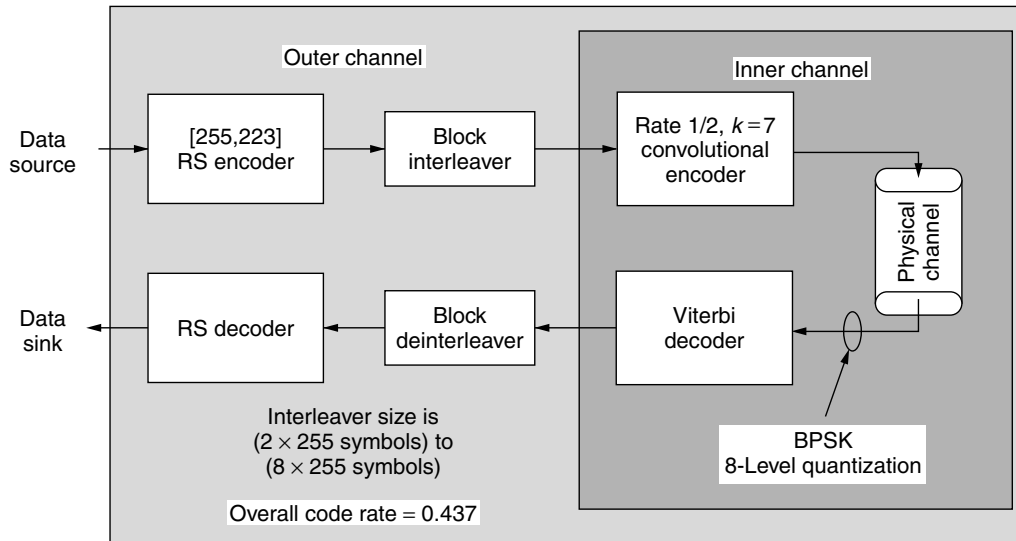 Outer channel
Inner channel
Data
source
[255,223]
RS encoder
Block
interleaver
Rate 1/2, k = 7
convolutional
encoder
Physical
channel
Data
sink
RS decoder
Block
deinterleaver
Viterbi
decoder
Interleaver size is
(2 × 255 symbols) to
(8 × 255 symbols)
BPSK
8-Level quantization
Overall code rate = 0.437